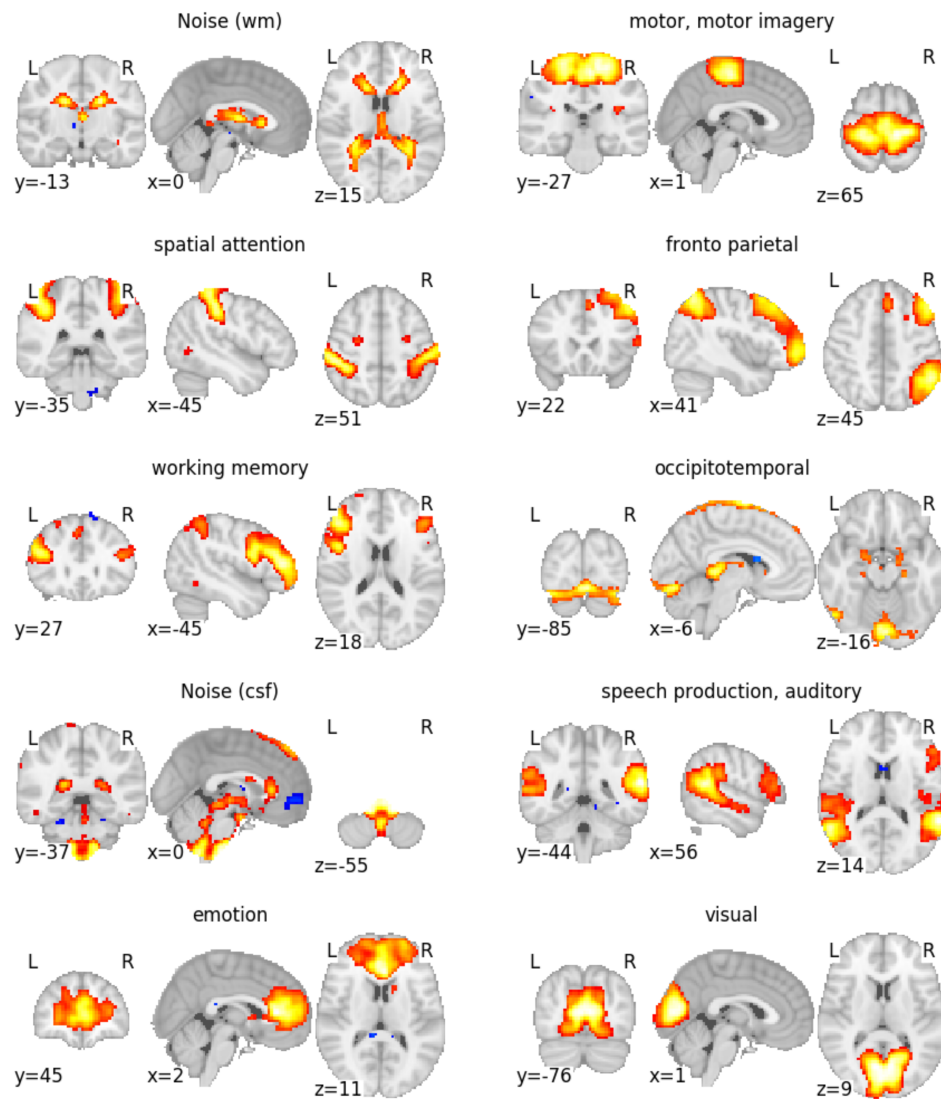 Noise (wm)
L R
y=-13 x=0 z=15
motor, motor imagery
L R
y=-27 x=1 z=65
spatial attention
L R
y=-35 x=-45 z=51
fronto parietal
L R
y=22 x=41 z=45
working memory
L R
y=27 x=-45 z=18
occipitotemporal
L R
y=-85 x=-6 z=-16
Noise (csf)
L R L R
y=-37 x=0 z=-55
speech production, auditory
L R L R
y=-44 x=56 z=14
emotion
L R L R
y=45 x=2 z=11
visual
L R L R
y=-76 x=1 z=9